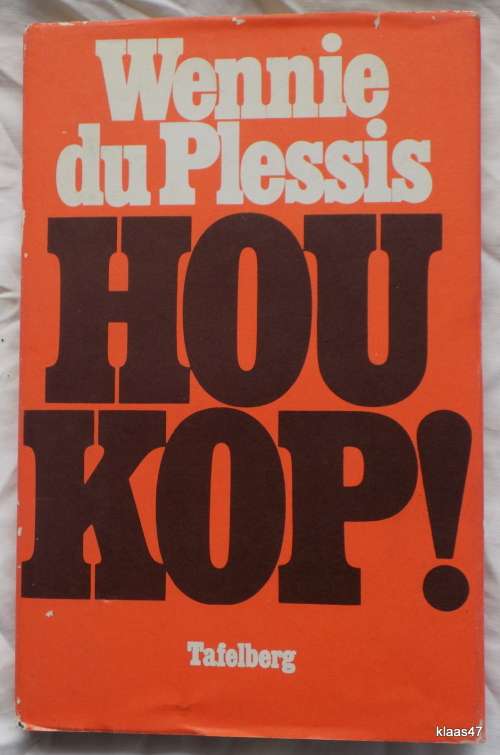 Wennie
du Plessis
HOU
KOP!
Tafelberg
klaas47